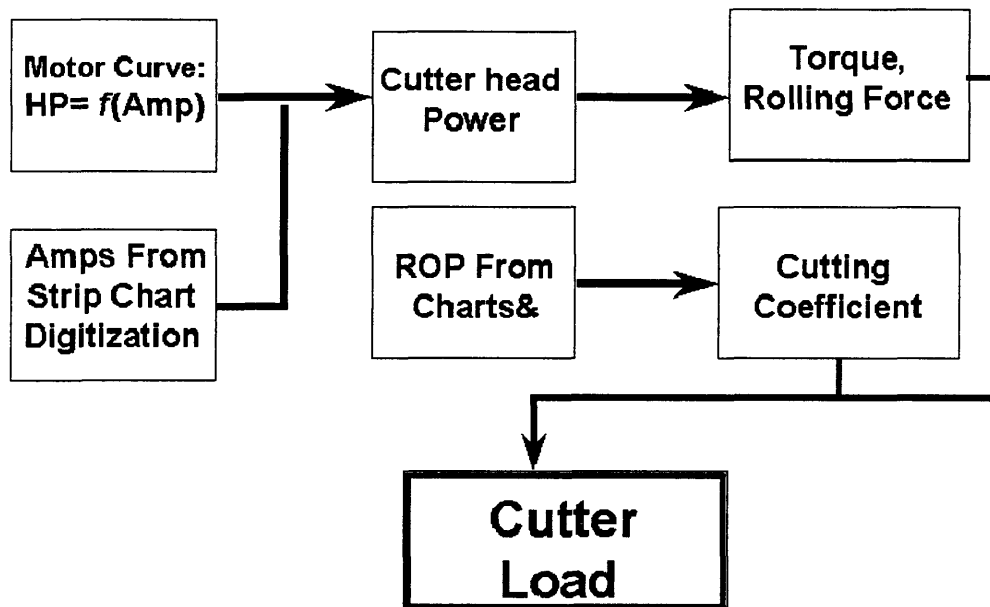 Motor Curve:
HP= f(Amp)
Cutter head
Power
Torque,
Rolling Force
Amps From
Strip Chart
Digitization
ROP From
Charts&
Cutting
Coefficient
Cutter
Load